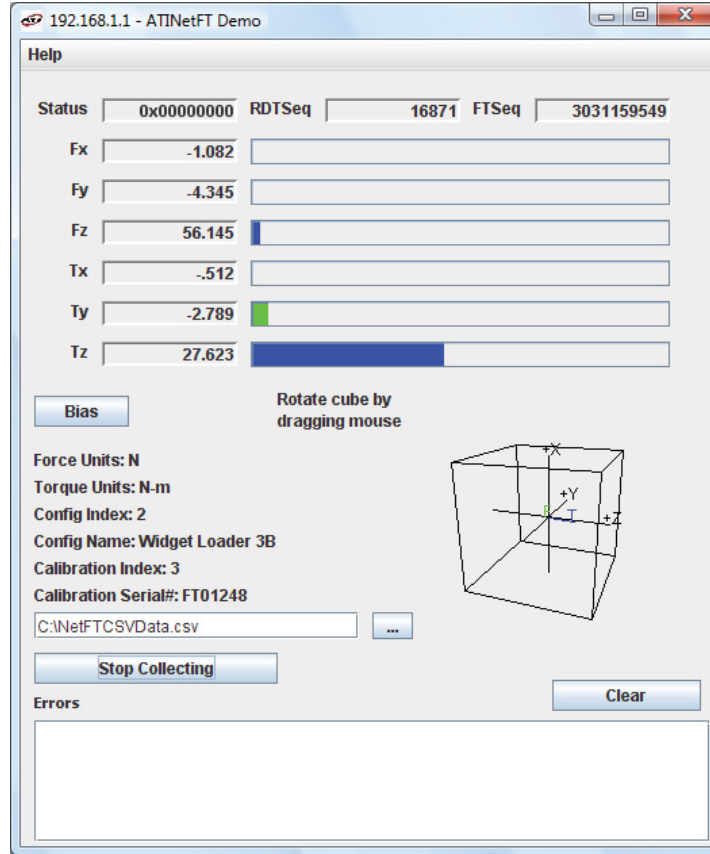 192.168.1.1 - ATINetFT Demo
Help
Status 0x00000000 RDTSeq 16871 FTSeq 3031159549
Fx -1.082
Fy -4.345
Fz 56.145
Tx -.512
Ty -2.789
Tz 27.623
Bias
Rotate cube by
dragging mouse
Force Units: N
Torque Units: N-m
Config Index: 2
Config Name: Widget Loader 3B
Calibration Index: 3
Calibration Serial#: FT01248
+X
+Y
F T +Z
C:\NetFTCSVData.csv ...
Stop Collecting
Clear
Errors